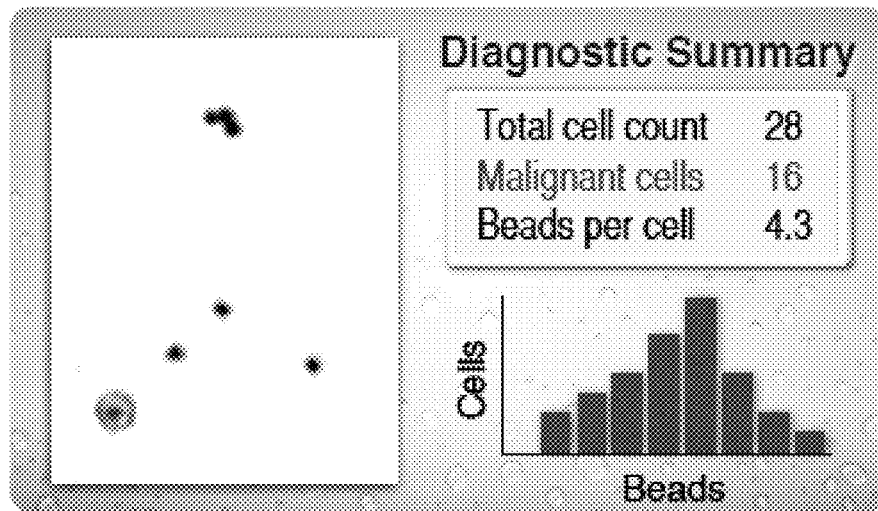 Diagnostic Summary
Total cell count 28
Malignant cells 16
Beads per cell 4.3
Cells
Beads